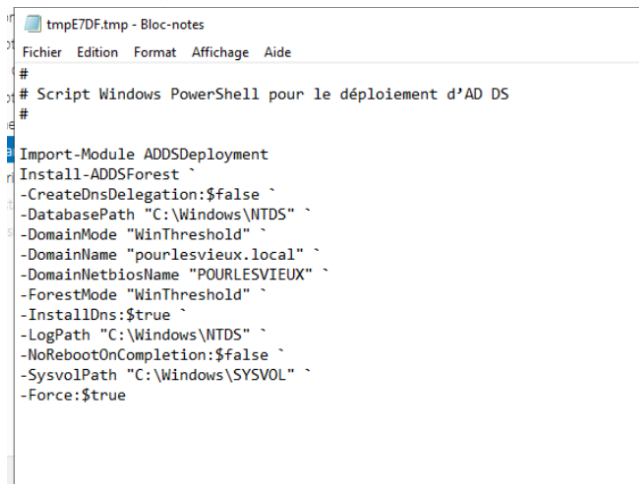 tmpE7DF.tmp - Bloc-notes
Fichier Edition Format Affichage Aide
#
# Script Windows PowerShell pour le déploiement d’AD DS
#
Import-Module ADDSDeployment
Install-ADDSForest `
-CreateDnsDelegation:$false `
-DatabasePath "C:\Windows\NTDS" `
-DomainMode "WinThreshold" `
-DomainName "pourlesvieux.local" `
-DomainNetbiosName "POURLESVIEUX" `
-ForestMode "WinThreshold" `
-InstallDns:$true `
-LogPath "C:\Windows\NTDS" `
-NoRebootOnCompletion:$false `
-SysvolPath "C:\Windows\SYSVOL" `
-Force:$true